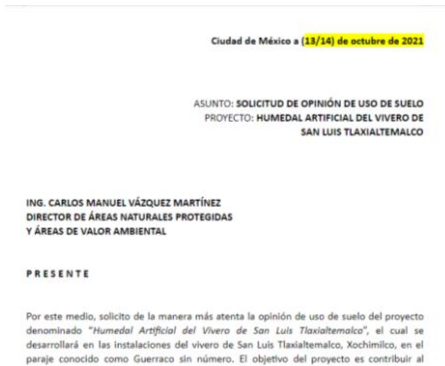 Ciudad de México a (13/14) de octubre de 2021
ASUNTO: SOLICITUD DE OPINIÓN DE USO DE SUELO
PROYECTO: HUMEDAL ARTIFICIAL DEL VIVERO DE
SAN LUIS TLAXIALTEMALCO
ING. CARLOS MANUEL VÁZQUEZ MARTÍNEZ
DIRECTOR DE ÁREAS NATURALES PROTEGIDAS
Y ÁREAS DE VALOR AMBIENTAL
P R E S E N T E
Por este medio, solicito de la manera más atenta la opinión de uso de suelo del proyecto
denominado "Humedal Artificial del Vivero de San Luis Tlaxialtemalco", el cual se
desarrollará en las instalaciones del vivero de San Luis Tlaxialtemalco, Xochimilco, en el
paraje conocido como Guerraco sin número. El objetivo del proyecto es contribuir al